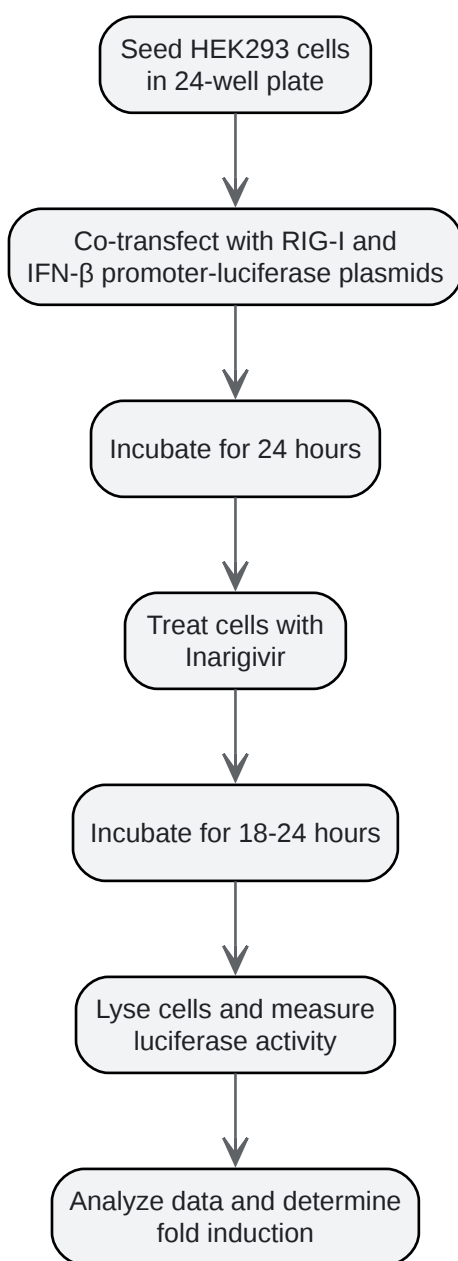 Seed HEK293 cells
in 24-well plate
Co-transfect with RIG-I and
IFN-β promoter-luciferase plasmids
Incubate for 24 hours
Treat cells with
Inarigivir
Incubate for 18-24 hours
Lyse cells and measure
luciferase activity
Analyze data and determine
fold induction